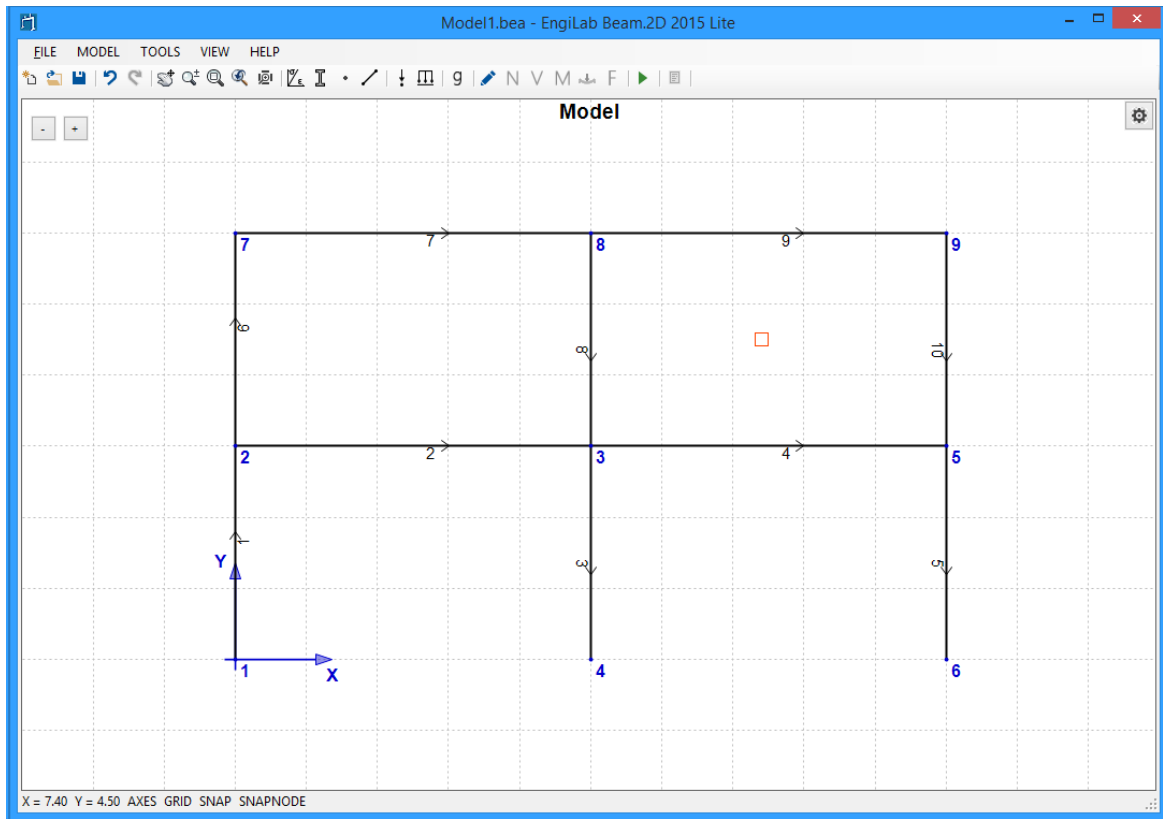 Model1.bea - EngiLab Beam.2D 2015 Lite
FILE MODEL TOOLS VIEW HELP
g N V M F
Model
- +
7 7 8 9 9
6 8 10
2 2 3 4 5
1 3 5
Y
1 X 4 6
X = 7.40 Y = 4.50 AXES GRID SNAP SNAPNODE